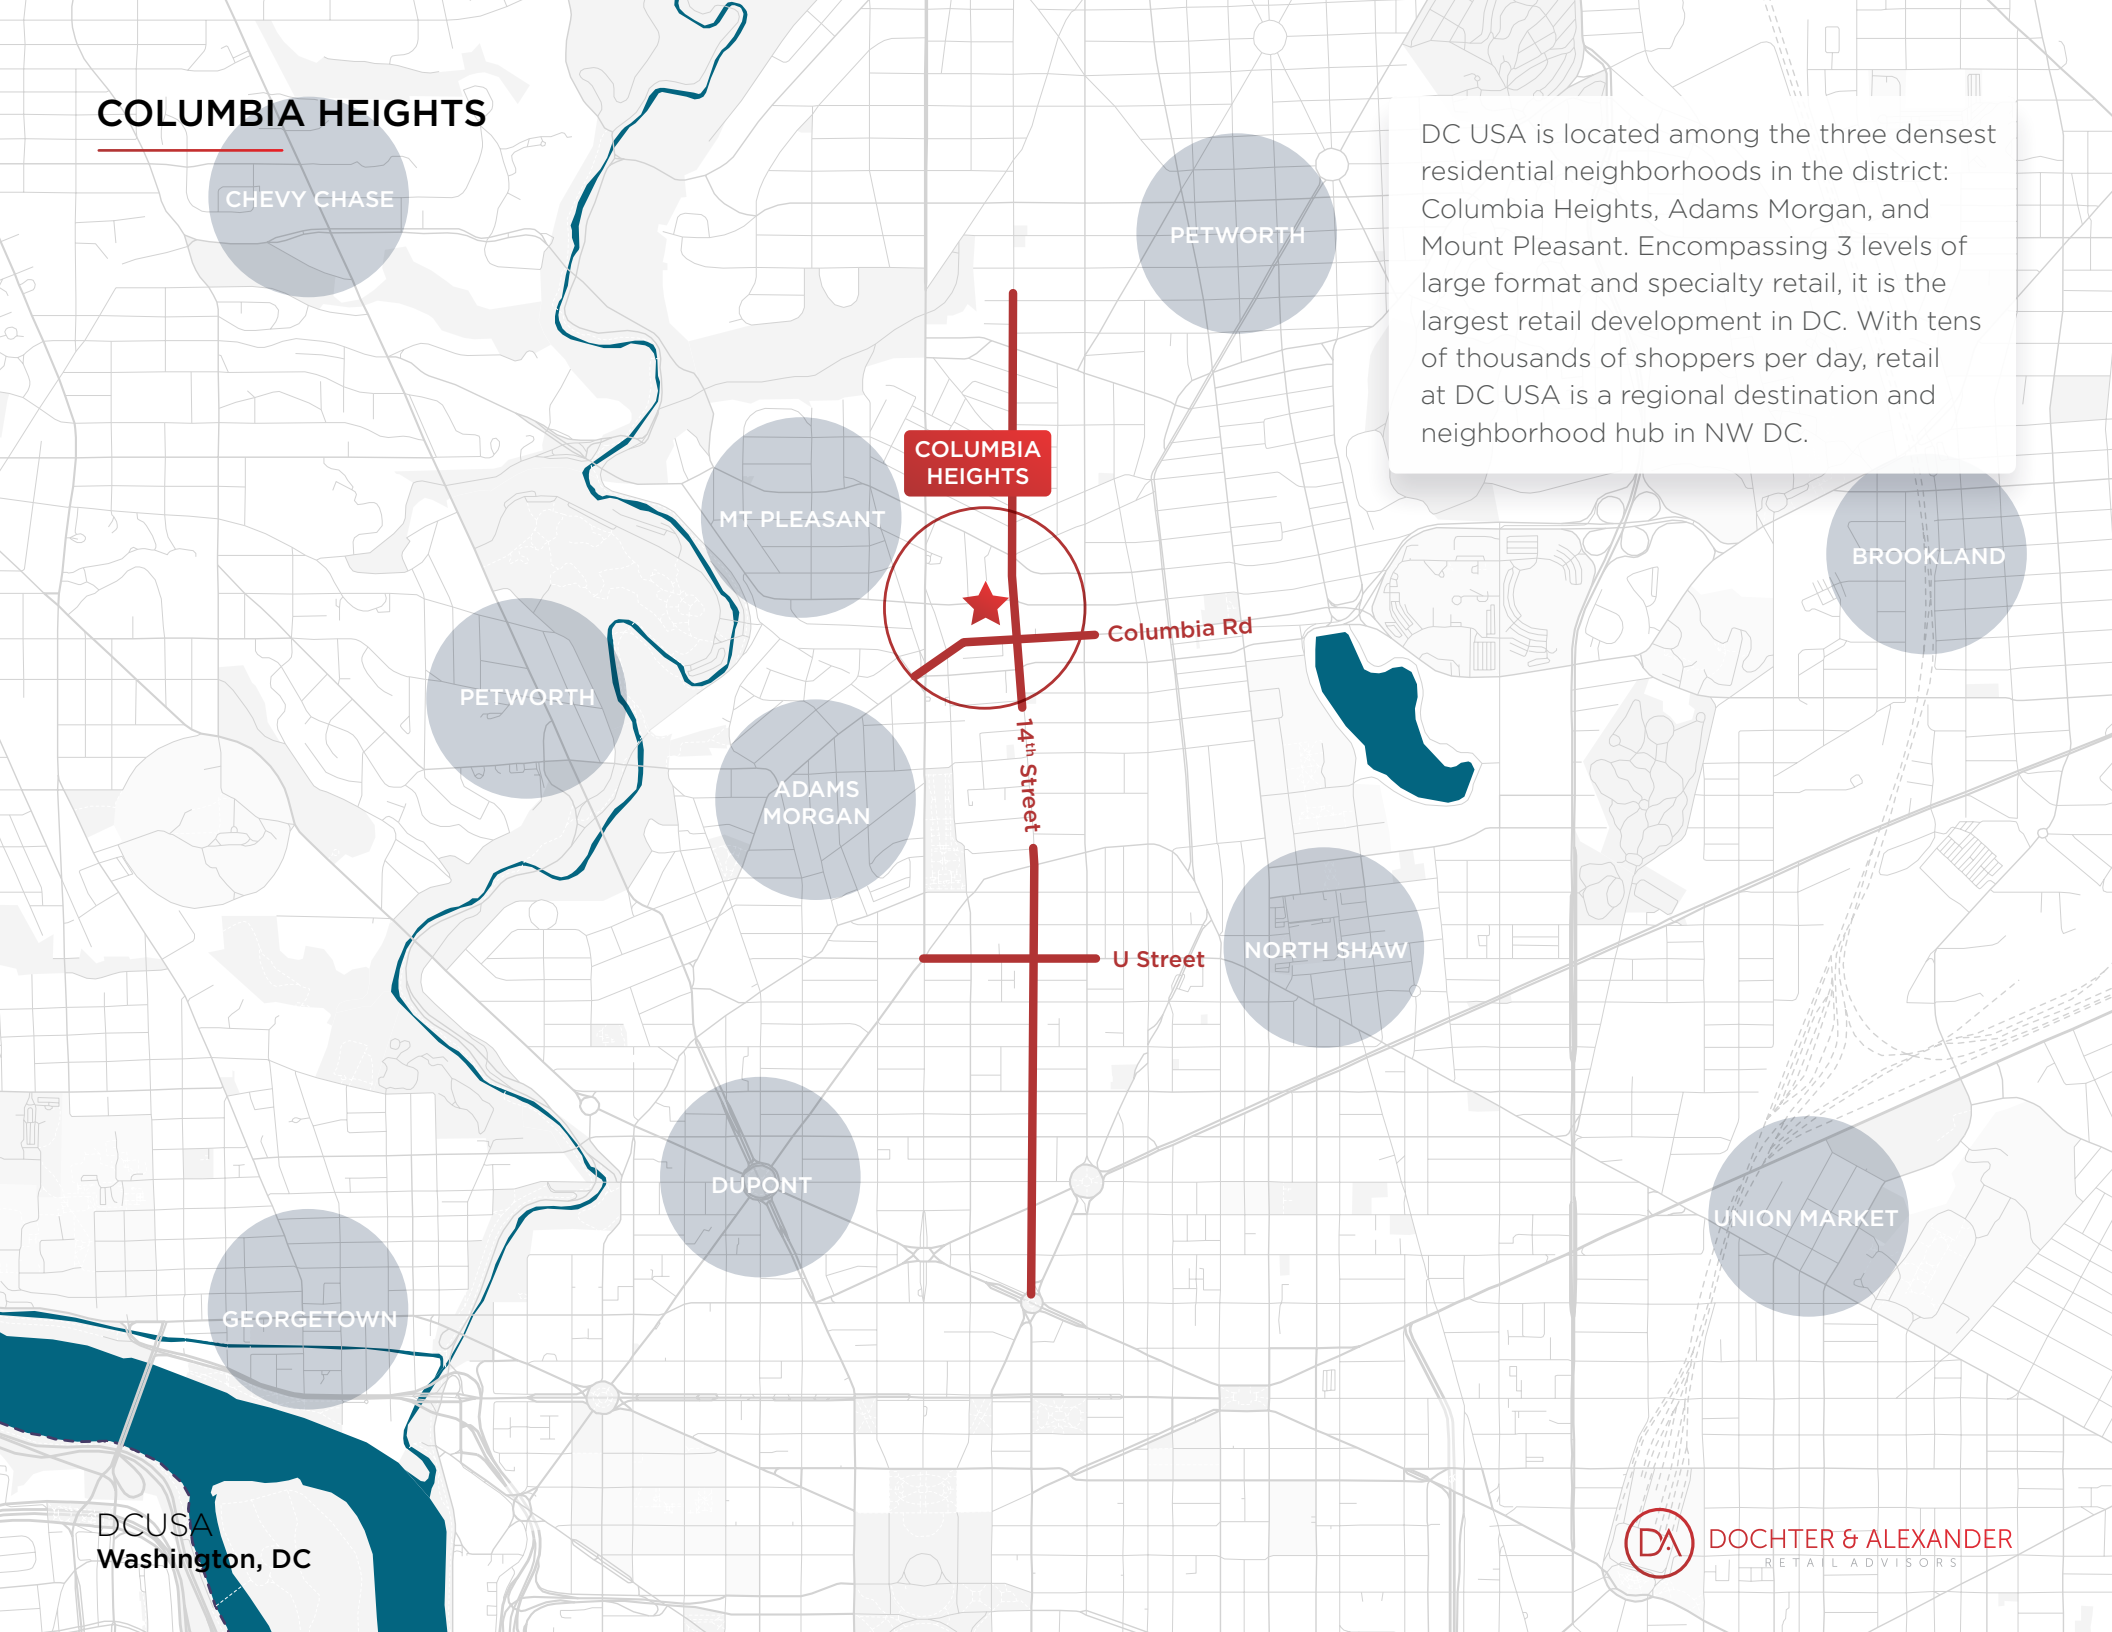 COLUMBIA HEIGHTS
CHEVY CHASE
PETWORTH
DC USA is located among the three densest
residential neighborhoods in the district:
Columbia Heights, Adams Morgan, and
Mount Pleasant. Encompassing 3 levels of
large format and specialty retail, it is the
largest retail development in DC. With tens
of thousands of shoppers per day, retail
at DC USA is a regional destination and
neighborhood hub in NW DC.
COLUMBIA
HEIGHTS
MT PLEASANT
BROOKLAND
Columbia Rd
PETWORTH
14th Street
ADAMS
MORGAN
NORTH SHAW
U Street
DUPONT
UNION MARKET
GEORGETOWN
DCUSA
Washington, DC
DA
DOCHTER & ALEXANDER
RETAIL ADVISORS